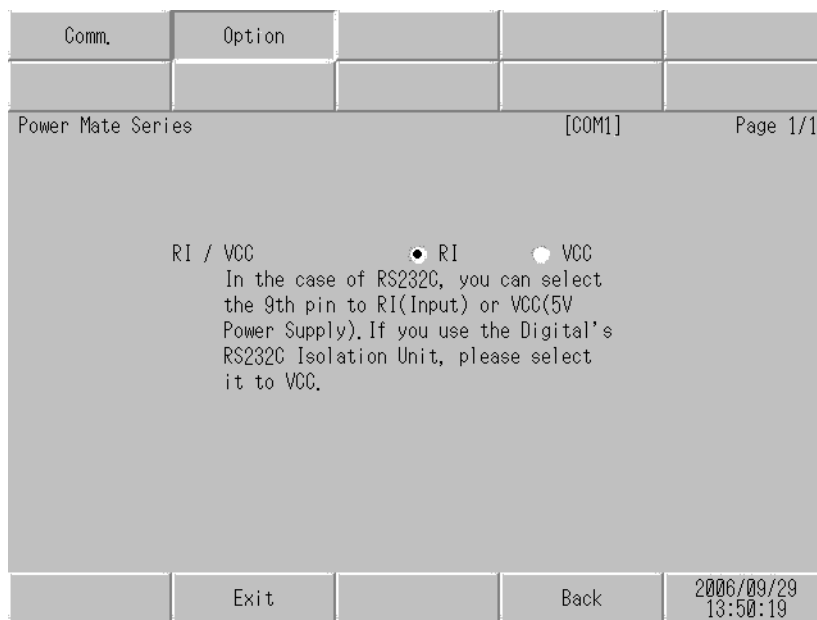 Comm. Option
Power Mate Series [COM1] Page 1/1
RI / VCC RI VCC
In the case of RS232C, you can select
the 9th pin to RI(Input) or VCC(5V
Power Supply).If you use the Digital's
RS232C Isolation Unit, please select
it to VCC.
Exit Back 2006/09/29
13:50:19